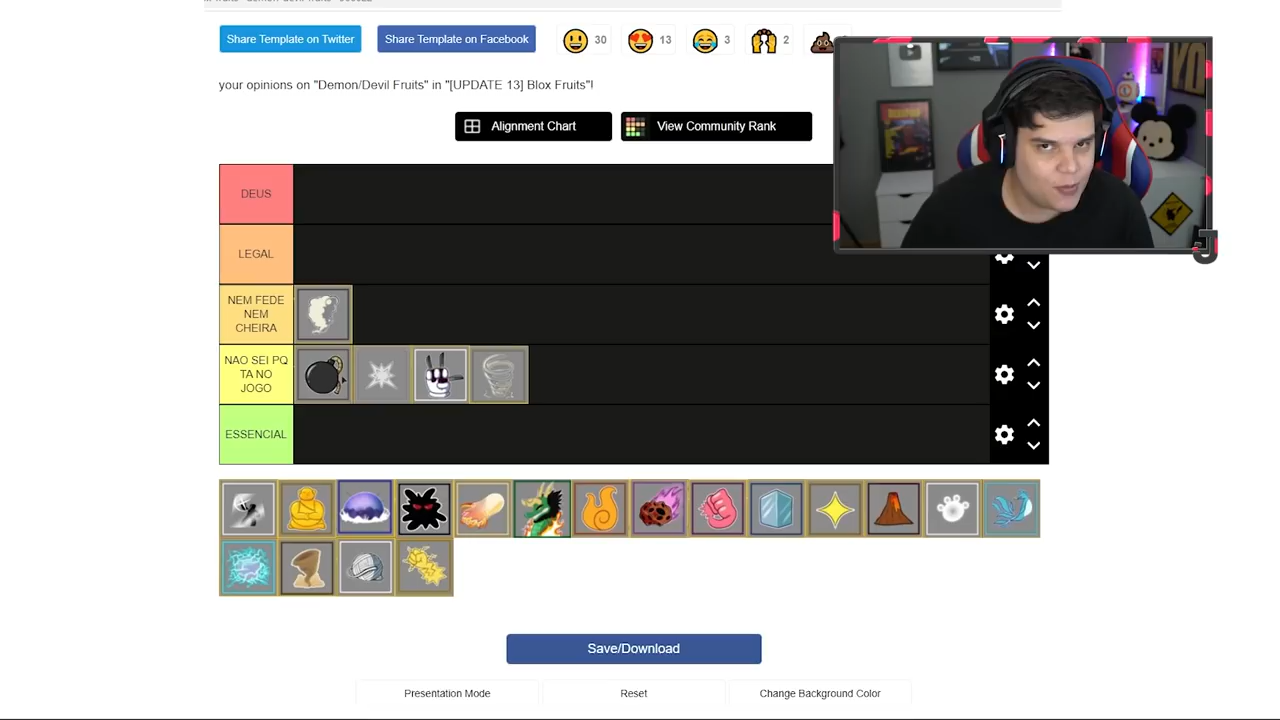 Share Template on Twitter
Share Template on Facebook
30
13
3
2
your opinions on "Demon/Devil Fruits" in "[UPDATE 13] Blox Fruits"!
Alignment Chart
View Community Rank
DEUS
LEGAL
NEM FEDE
NEM
CHEIRA
NAO SEI PQ
TA NO
JOGO
ESSENCIAL
Save/Download
Presentation Mode
Reset
Change Background Color
J